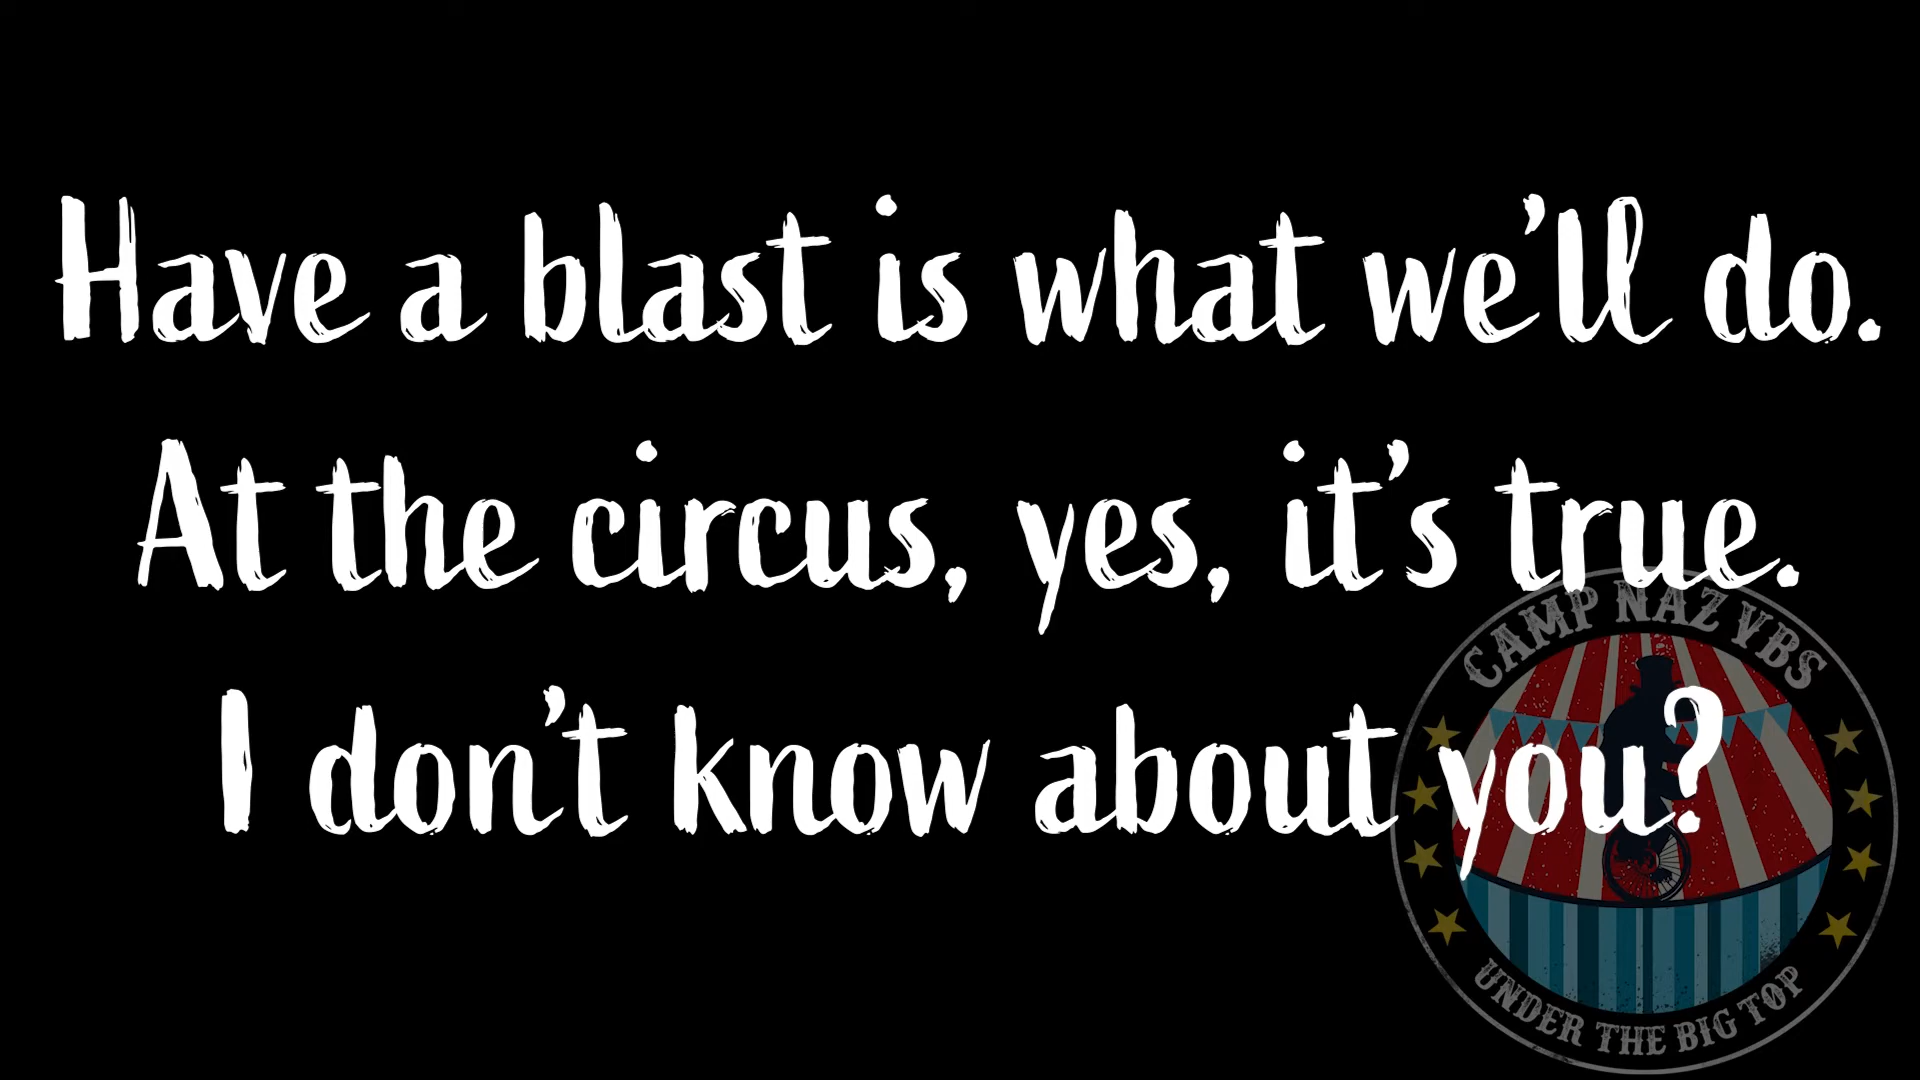 Have a blast is what we'll do.
At the circus, yes, it's true.
I don't know about you?
CAMP NAZ VBS
UNDER THE BIG TOP